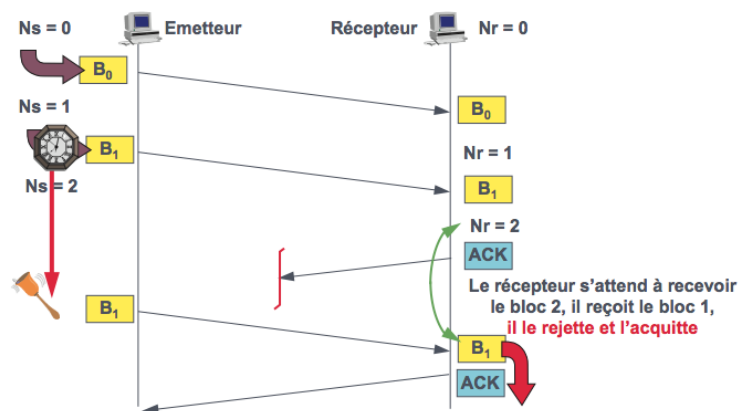 Ns = 0
Emetteur
Récepteur
Nr = 0
B₀
Ns = 1
B₀
B₁
Nr = 1
Ns = 2
B₁
Nr = 2
ACK
Le récepteur s’attend à recevoir
le bloc 2, il reçoit le bloc 1,
il le rejette et l’acquitte
B₁
B₁
ACK